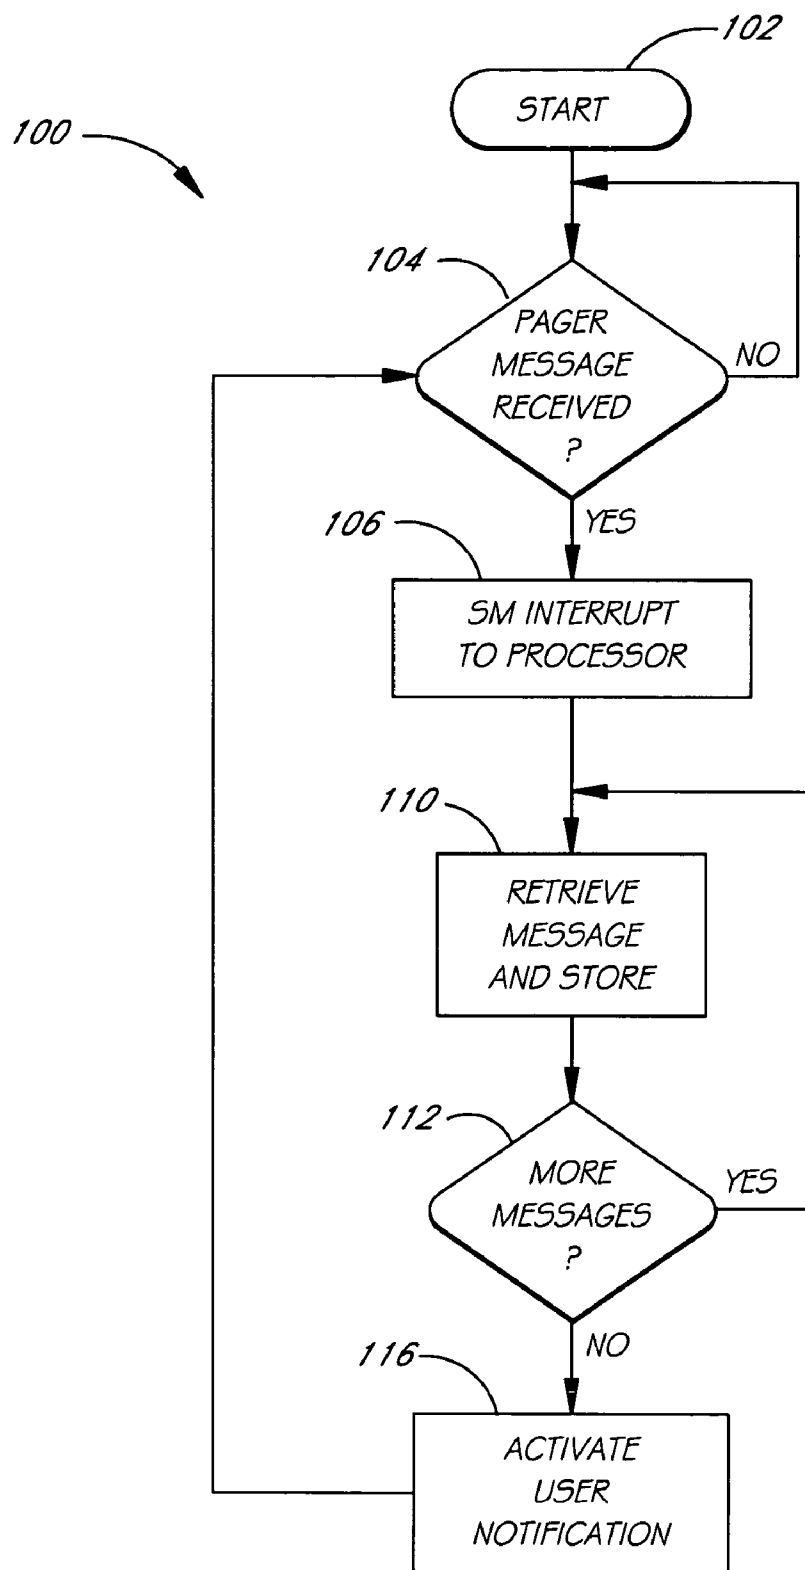 102
START
100
104
PAGER
MESSAGE
RECEIVED
?
NO
YES
106
SM INTERRUPT
TO PROCESSOR
110
RETRIEVE
MESSAGE
AND STORE
112
MORE
MESSAGES
?
YES
NO
116
ACTIVATE
USER
NOTIFICATION